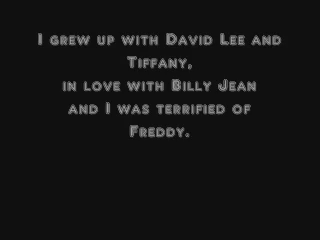 I grew up with David Lee and
Tiffany,
in love with Billy Jean
and I was terrified of
Freddy.